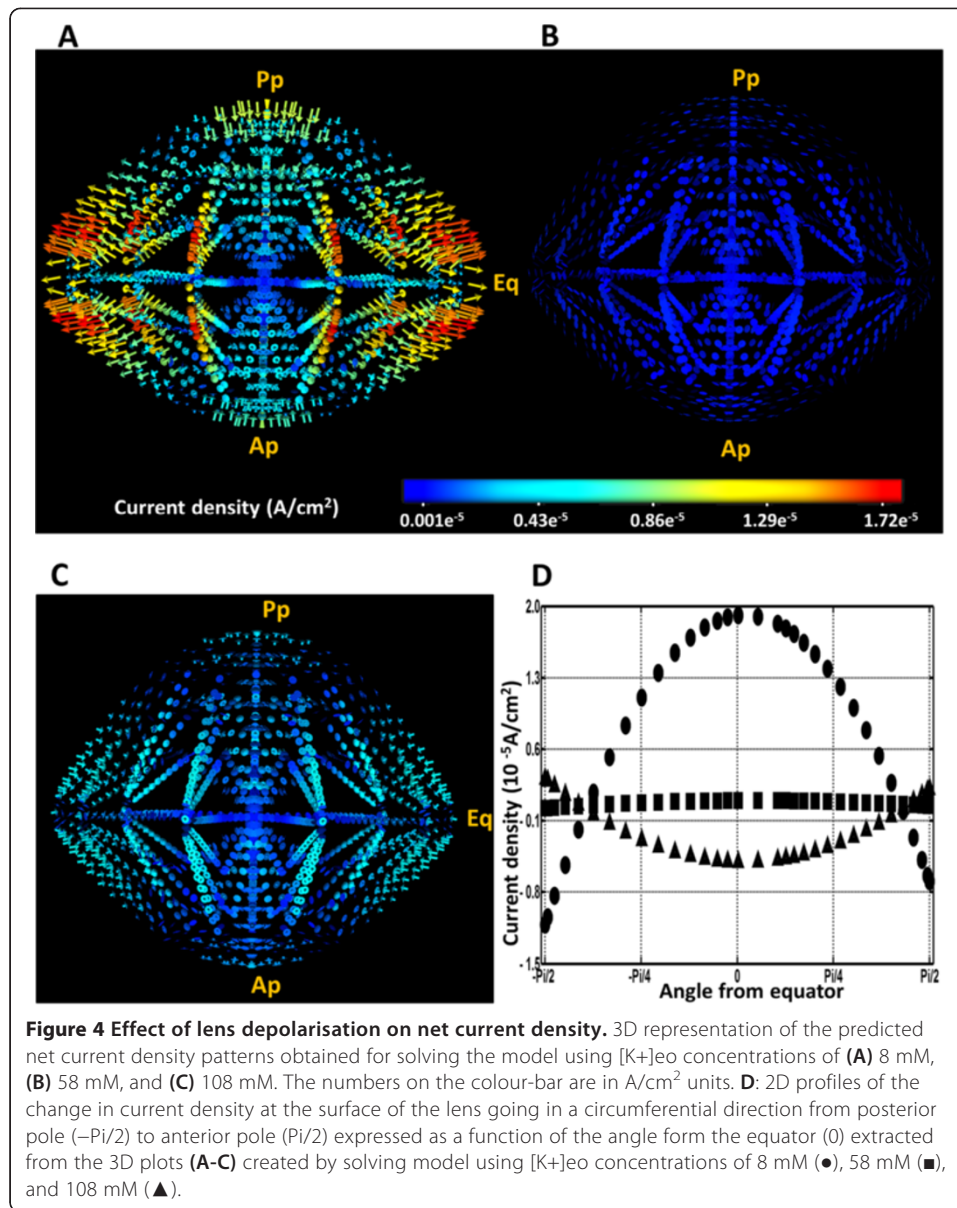 A
B
Pp
Pp
Eq
Ap
Ap
Current density (A/cm²)
0.001e⁻⁵ 0.43e⁻⁵ 0.86e⁻⁵ 1.29e⁻⁵ 1.72e⁻⁵
C
D
Pp
Eq
Ap
Current density (10 ⁻⁵A/cm²)
2.0
1.3
0.6
-0.1
-0.8
-1.5
-Pi/2 -Pi/4 0 Pi/4 Pi/2
Angle from equator
Figure 4 Effect of lens depolarisation on net current density. 3D representation of the predicted
net current density patterns obtained for solving the model using [K+]eo concentrations of (A) 8 mM,
(B) 58 mM, and (C) 108 mM. The numbers on the colour-bar are in A/cm² units. D: 2D profiles of the
change in current density at the surface of the lens going in a circumferential direction from posterior
pole (−Pi/2) to anterior pole (Pi/2) expressed as a function of the angle form the equator (0) extracted
from the 3D plots (A-C) created by solving model using [K+]eo concentrations of 8 mM (●), 58 mM (■),
and 108 mM (▲).